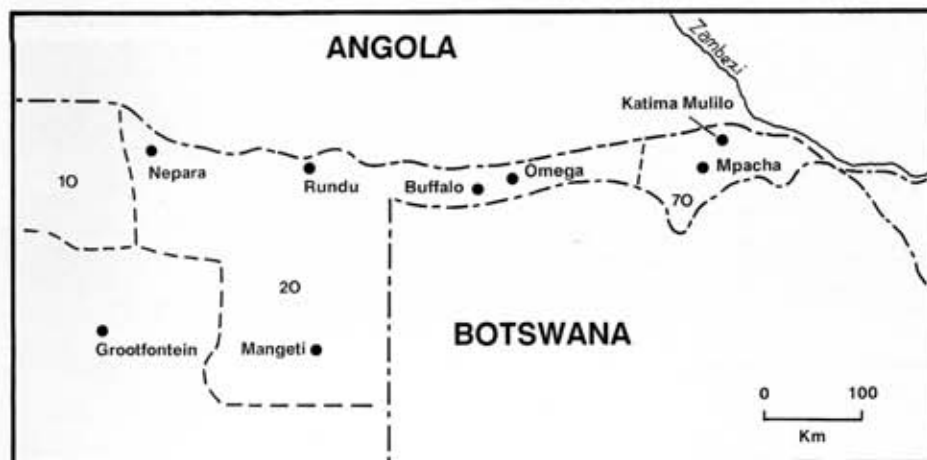 ANGOLA
Zambezi
Katima Mulilo
Nepara
Rundu
Buffalo
Omega
Mpacha
10
70
20
Grootfontein
Mangeti
BOTSWANA
0 100
Km